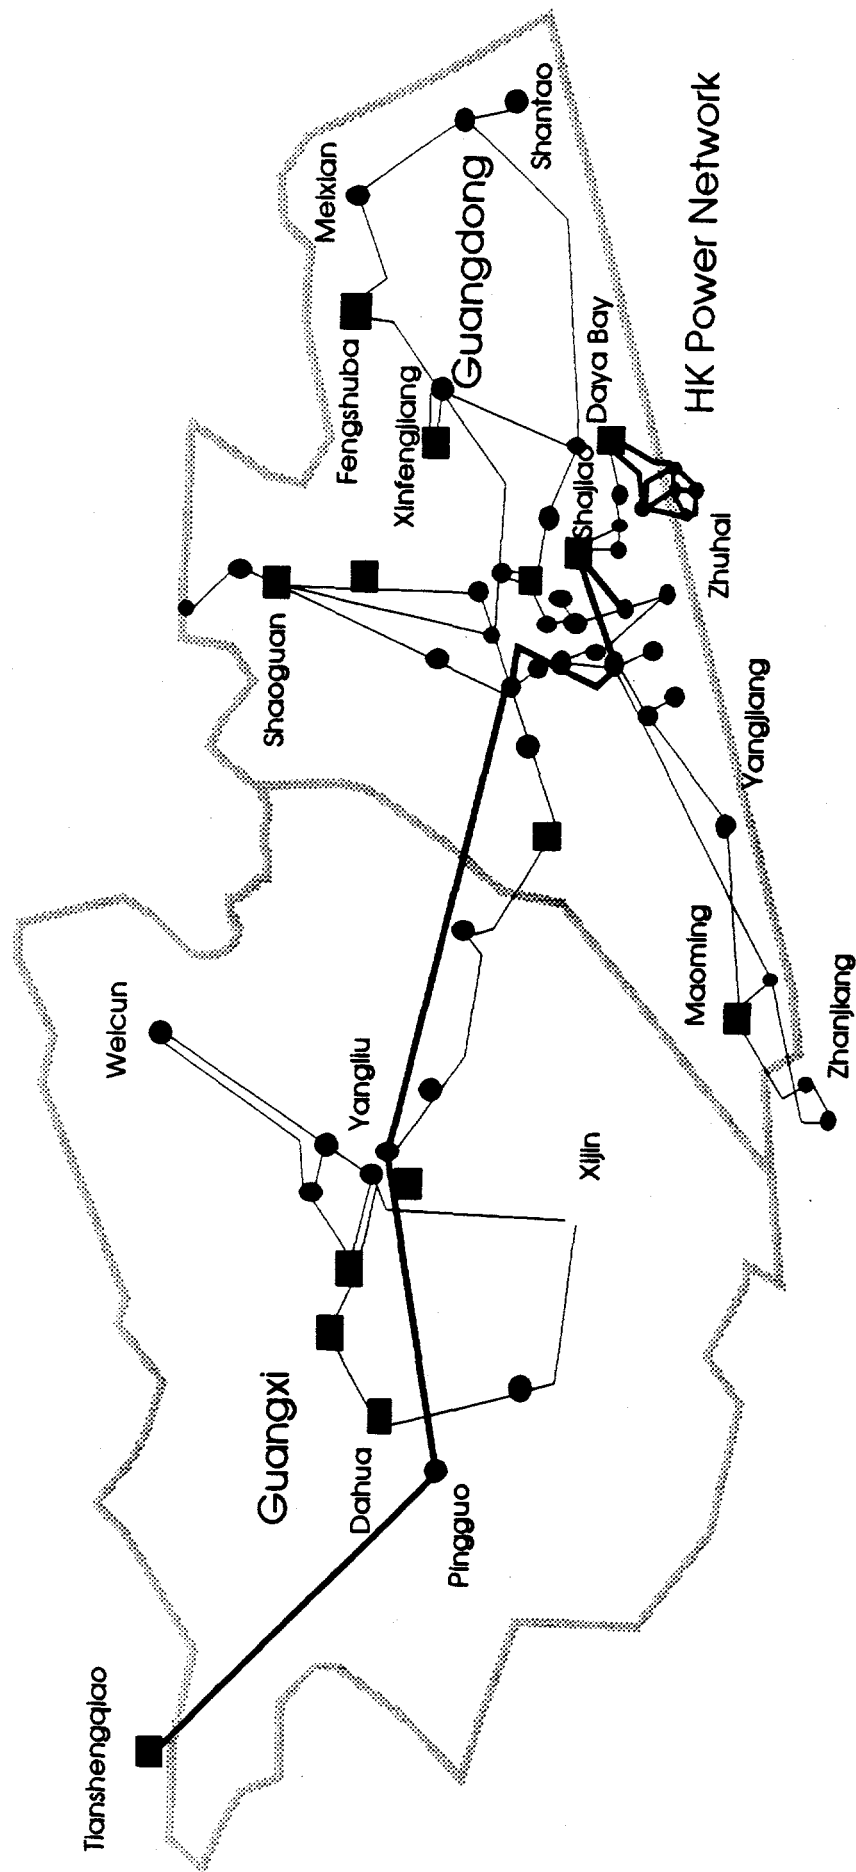 Tianshengqiao
Pingguo
Dahua
Guangxi
Xijin
Yangliu
Weicun
Zhanjiang
Maoming
Yangjiang
Shaoguan
Zhuhai
Shajiao
Xinfengjiang
Fengshuba
Daya Bay
HK Power Network
Guangdong
Meixian
Shantao